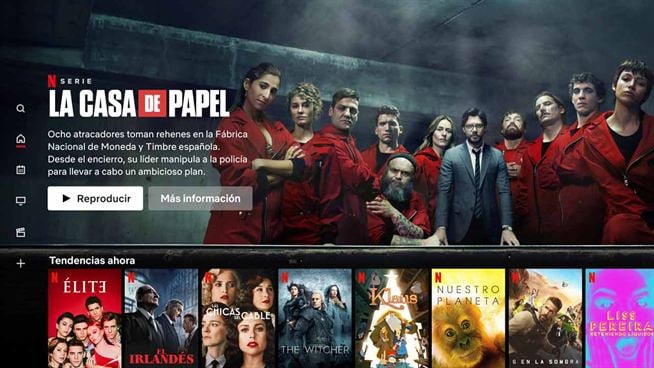 N SERIE
LA CASA DE PAPEL
Ocho atracadores toman rehenes en la Fábrica
Nacional de Moneda y Timbre española.
Desde el encierro, su líder manipula a la policía
para llevar a cabo un ambicioso plan.
Reproducir
Más información
Tendencias ahora
N
ÉLITE
N
EL
IRLANDÉS
N
LAS
CHICAS DEL
CABLE
N
THE WITCHER
N
Klaus
N
NUESTRO
PLANETA
N
6 EN LA SOMBRA
N
LISS
PEREIRA
RETENIENDO LÍQUIDOS